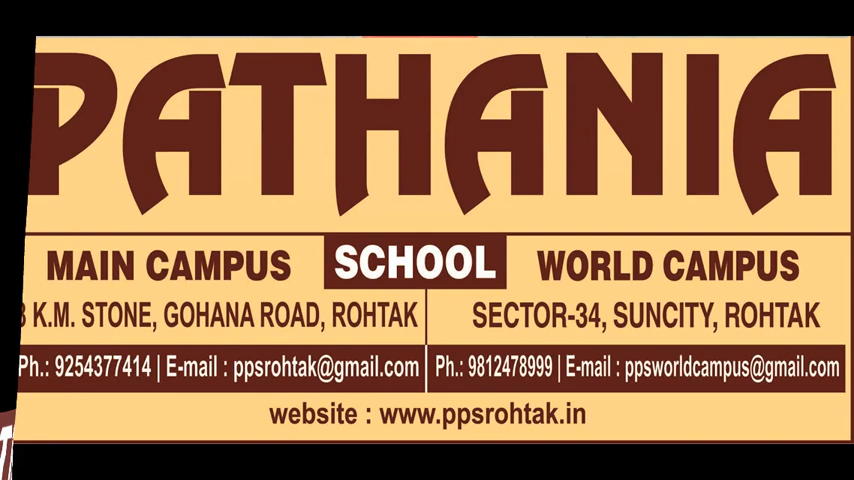 PATHANIA
MAIN CAMPUS SCHOOL WORLD CAMPUS
K.M. STONE, GOHANA ROAD, ROHTAK SECTOR-34, SUNCITY, ROHTAK
Ph.: 9254377414 | E-mail : ppsrohtak@gmail.com Ph.: 9812478999 | E-mail : ppsworldcampus@gmail.com
website : www.ppsrohtak.in